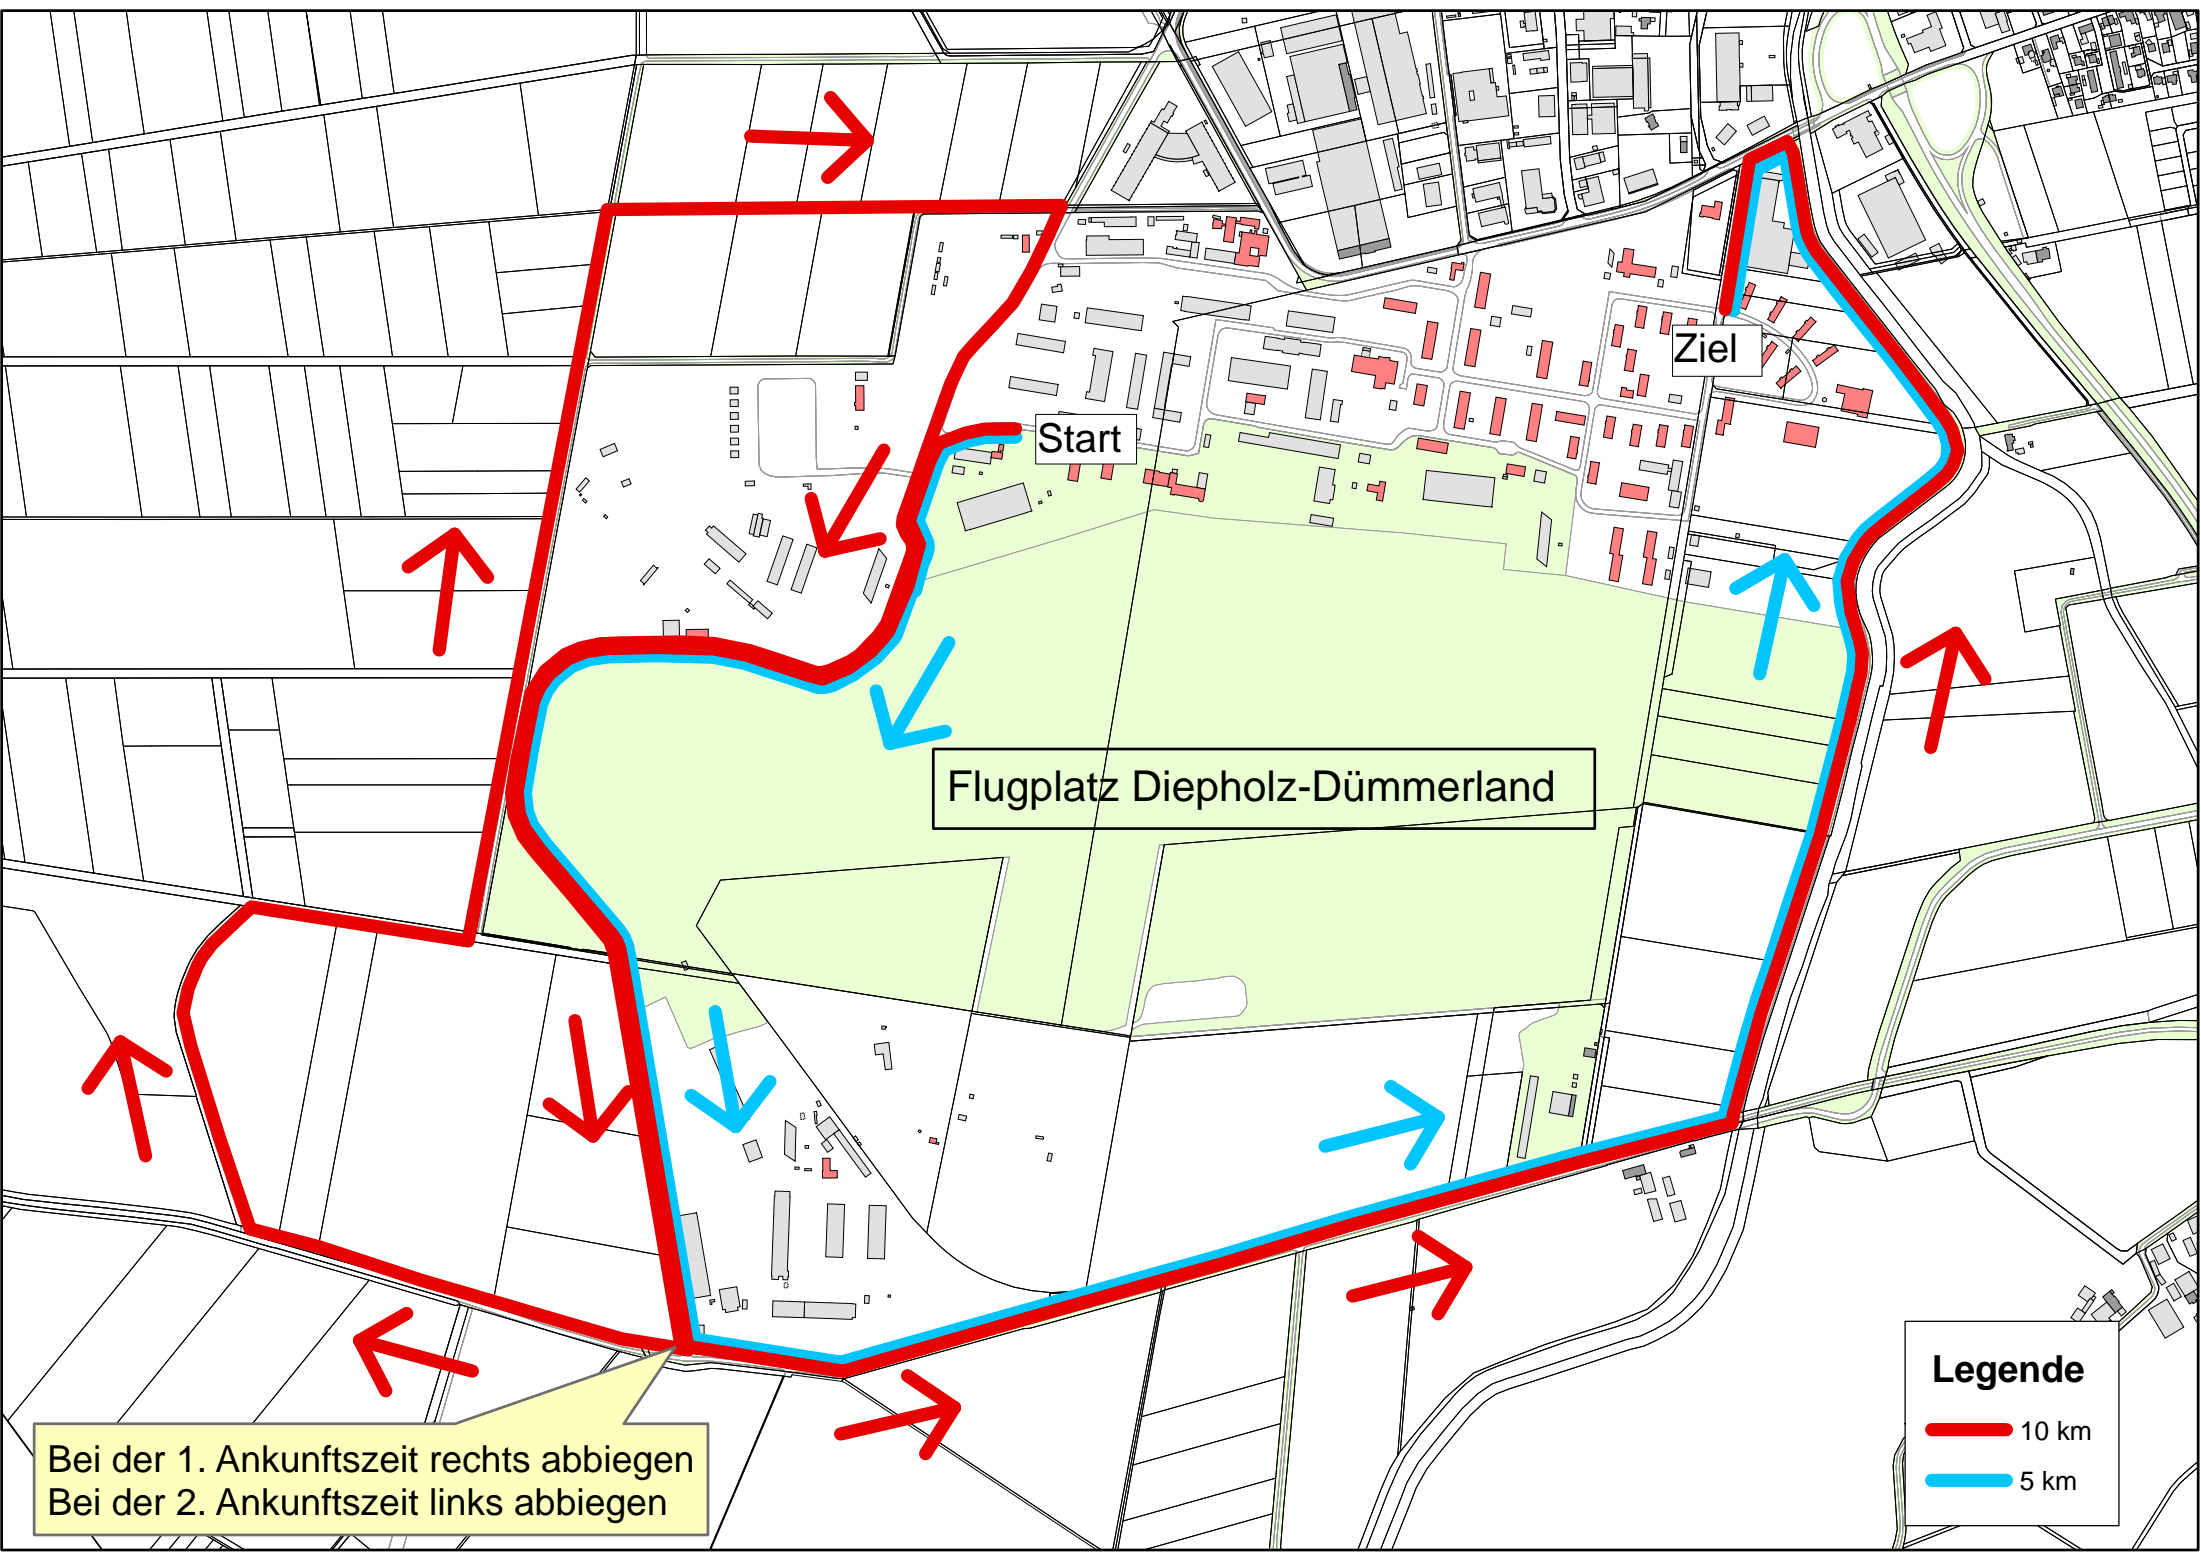 Ziel
Start
Flugplatz Diepholz-Dümmerland
Legende
10 km
5 km
Bei der 1. Ankunftszeit rechts abbiegen
Bei der 2. Ankunftszeit links abbiegen